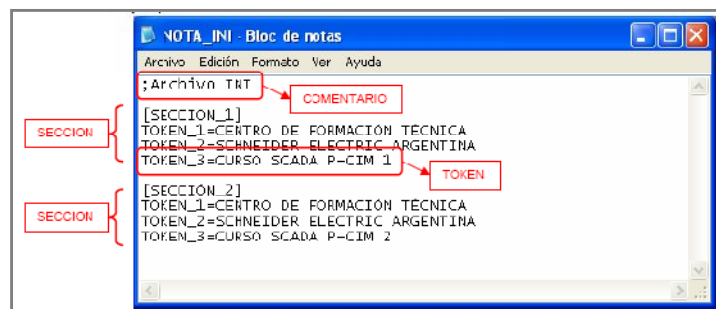 NOTA_INI - Bloc de notas
Archivo Edición Formato Ver Ayuda
;Archivo INI
COMENTARIO
[SECCION_1]
SECCION
TOKEN_1=CENTRO DE FORMACIÓN TÉCNICA
TOKEN_2=SCHNEIDER ELECTRIC ARGENTINA
TOKEN_3=CURSO SCADA P-CIM 1
TOKEN
[SECCION_2]
SECCION
TOKEN_1=CENTRO DE FORMACIÓN TÉCNICA
TOKEN_2=SCHNEIDER ELECTRIC ARGENTINA
TOKEN_3=CURSO SCADA P-CIM 2